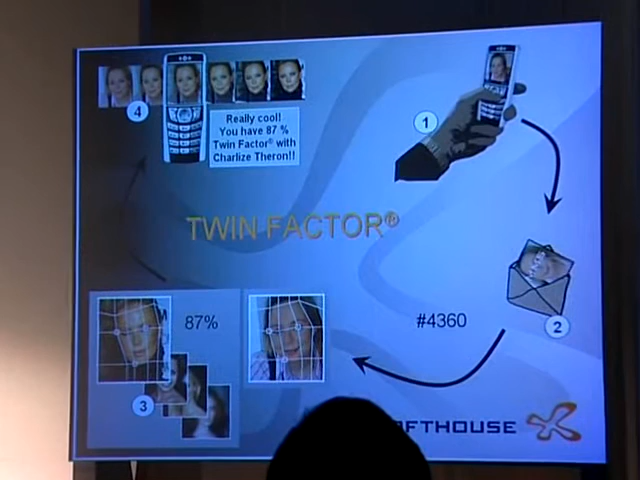 4
Really cool!
You have 87 %
Twin Factor® with
Charlize Theron!!
1
TWIN FACTOR®
2
87%
#4360
3
FTHOUSE